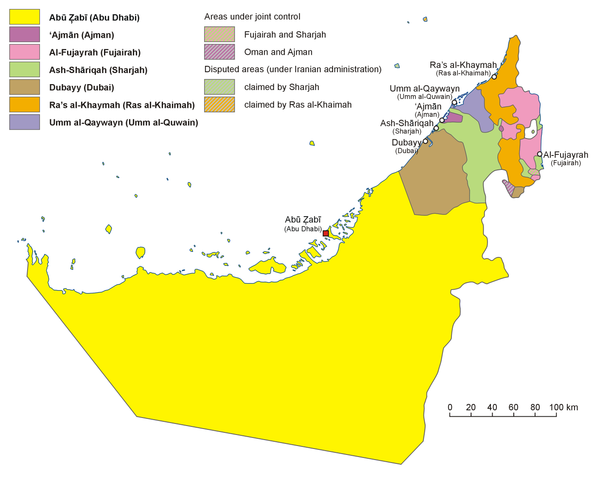 Abū Z̧abī (Abu Dhabi)
‘Ajmān (Ajman)
Al-Fujayrah (Fujairah)
Ash-Shāriqah (Sharjah)
Dubayy (Dubai)
Ra’s al-Khaymah (Ras al-Khaimah)
Umm al-Qaywayn (Umm al-Quwain)
Areas under joint control
Fujairah and Sharjah
Oman and Ajman
Disputed areas (under Iranian administration)
claimed by Sharjah
claimed by Ras al-Khaimah
Ra’s al-Khaymah
(Ras al-Khaimah)
Umm al-Qaywayn
(Umm al-Quwain)
‘Ajmān
(Ajman)
Ash-Shāriqah
(Sharjah)
Dubayy
(Dubai)
Al-Fujayrah
(Fujairah)
Abū Z̧abī
(Abu Dhabi)
0 20 40 60 80 100 km